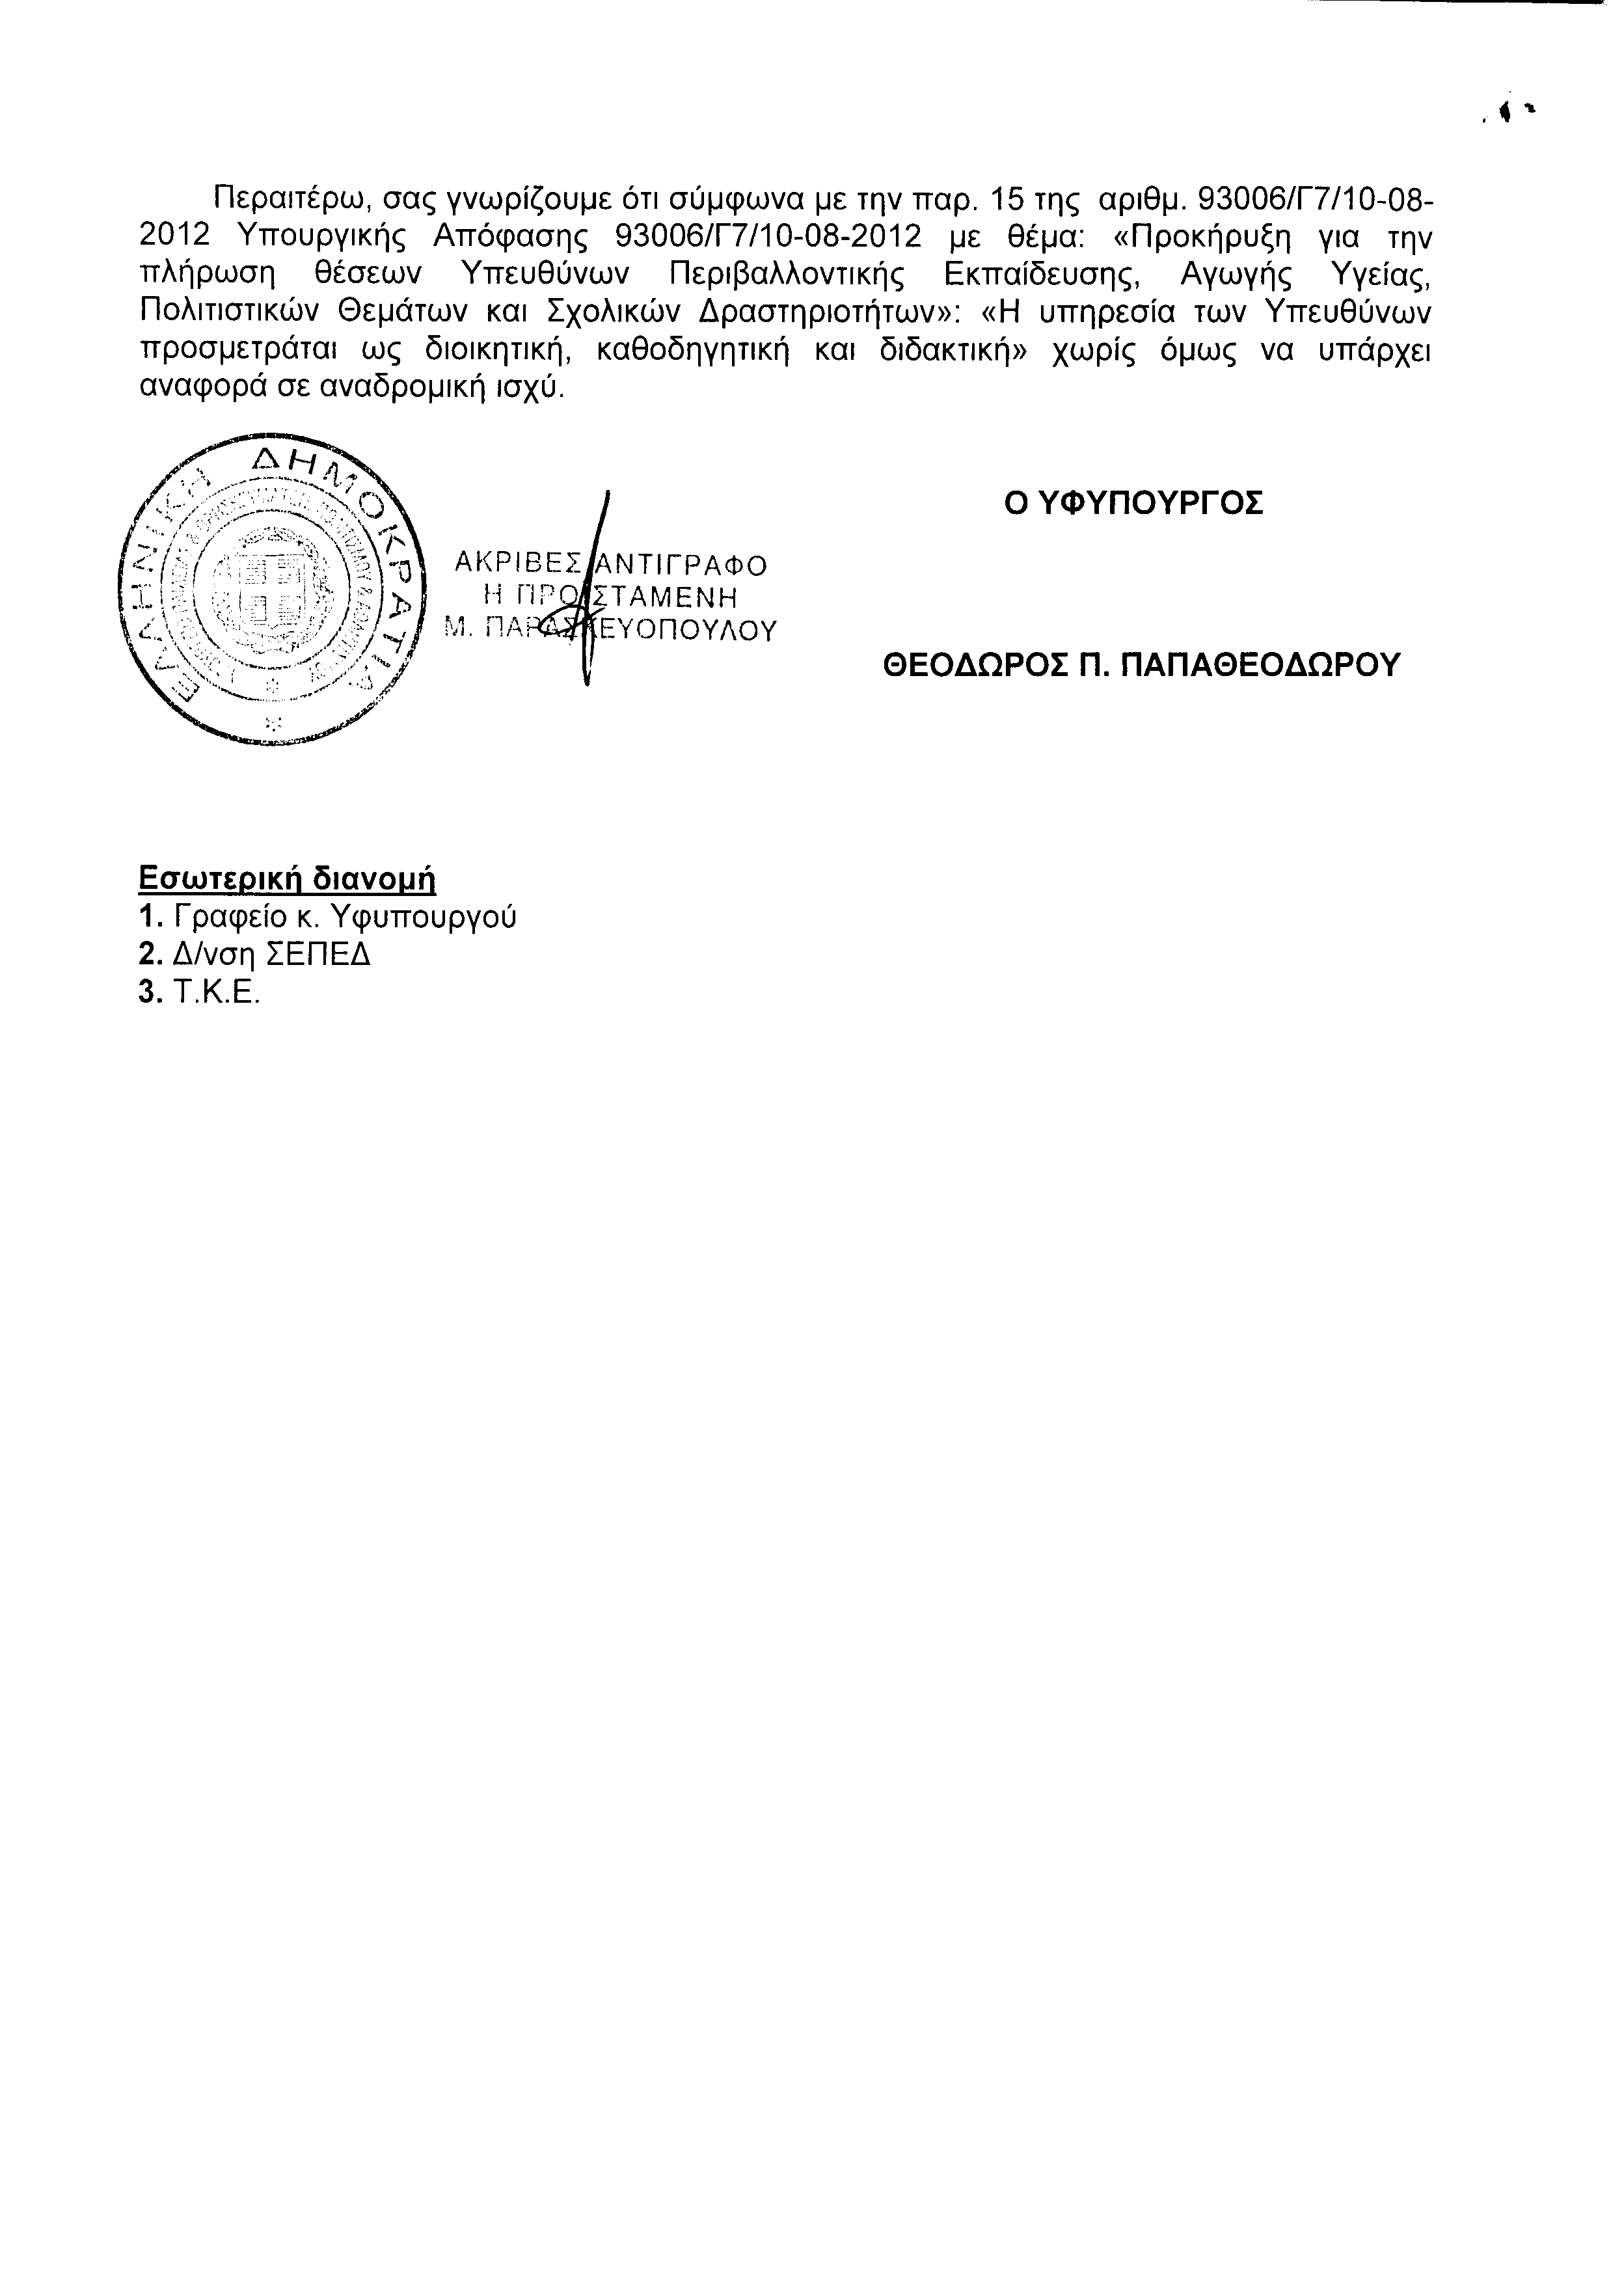 Περαιτέρω, σας γνωρίζουμε ότι σύμφωνα με την παρ. 15 της αριθμ. 93006/Γ7/10-08-
2012 Υπουργικής Απόφασης 93006/Γ7/10-08-2012 με θέμα: «Προκήρυξη για την
πλήρωση θέσεων Υπευθύνων Περιβαλλοντικής Εκπαίδευσης, Αγωγής Υγείας,
Πολιτιστικών Θεμάτων και Σχολικών Δραστηριοτήτων»: «Η υπηρεσία των Υπευθύνων
προσμετράται ως διοικητική, καθοδηγητική και διδακτική» χωρίς όμως να υπάρχει
αναφορά σε αναδρομική ισχύ.
ΕΛΛΗΝΙΚΗ ΔΗΜΟΚΡΑΤΙΑ
ΑΚΡΙΒΕΣ ΑΝΤΙΓΡΑΦΟ
Η ΠΡΟΪΣΤΑΜΕΝΗ
Μ. ΠΑΡΑΣΚΕΥΟΠΟΥΛΟΥ
Ο ΥΦΥΠΟΥΡΓΟΣ
ΘΕΟΔΩΡΟΣ Π. ΠΑΠΑΘΕΟΔΩΡΟΥ
Εσωτερική διανομή
1. Γραφείο κ. Υφυπουργού
2. Δ/νση ΣΕΠΕΔ
3. Τ.Κ.Ε.